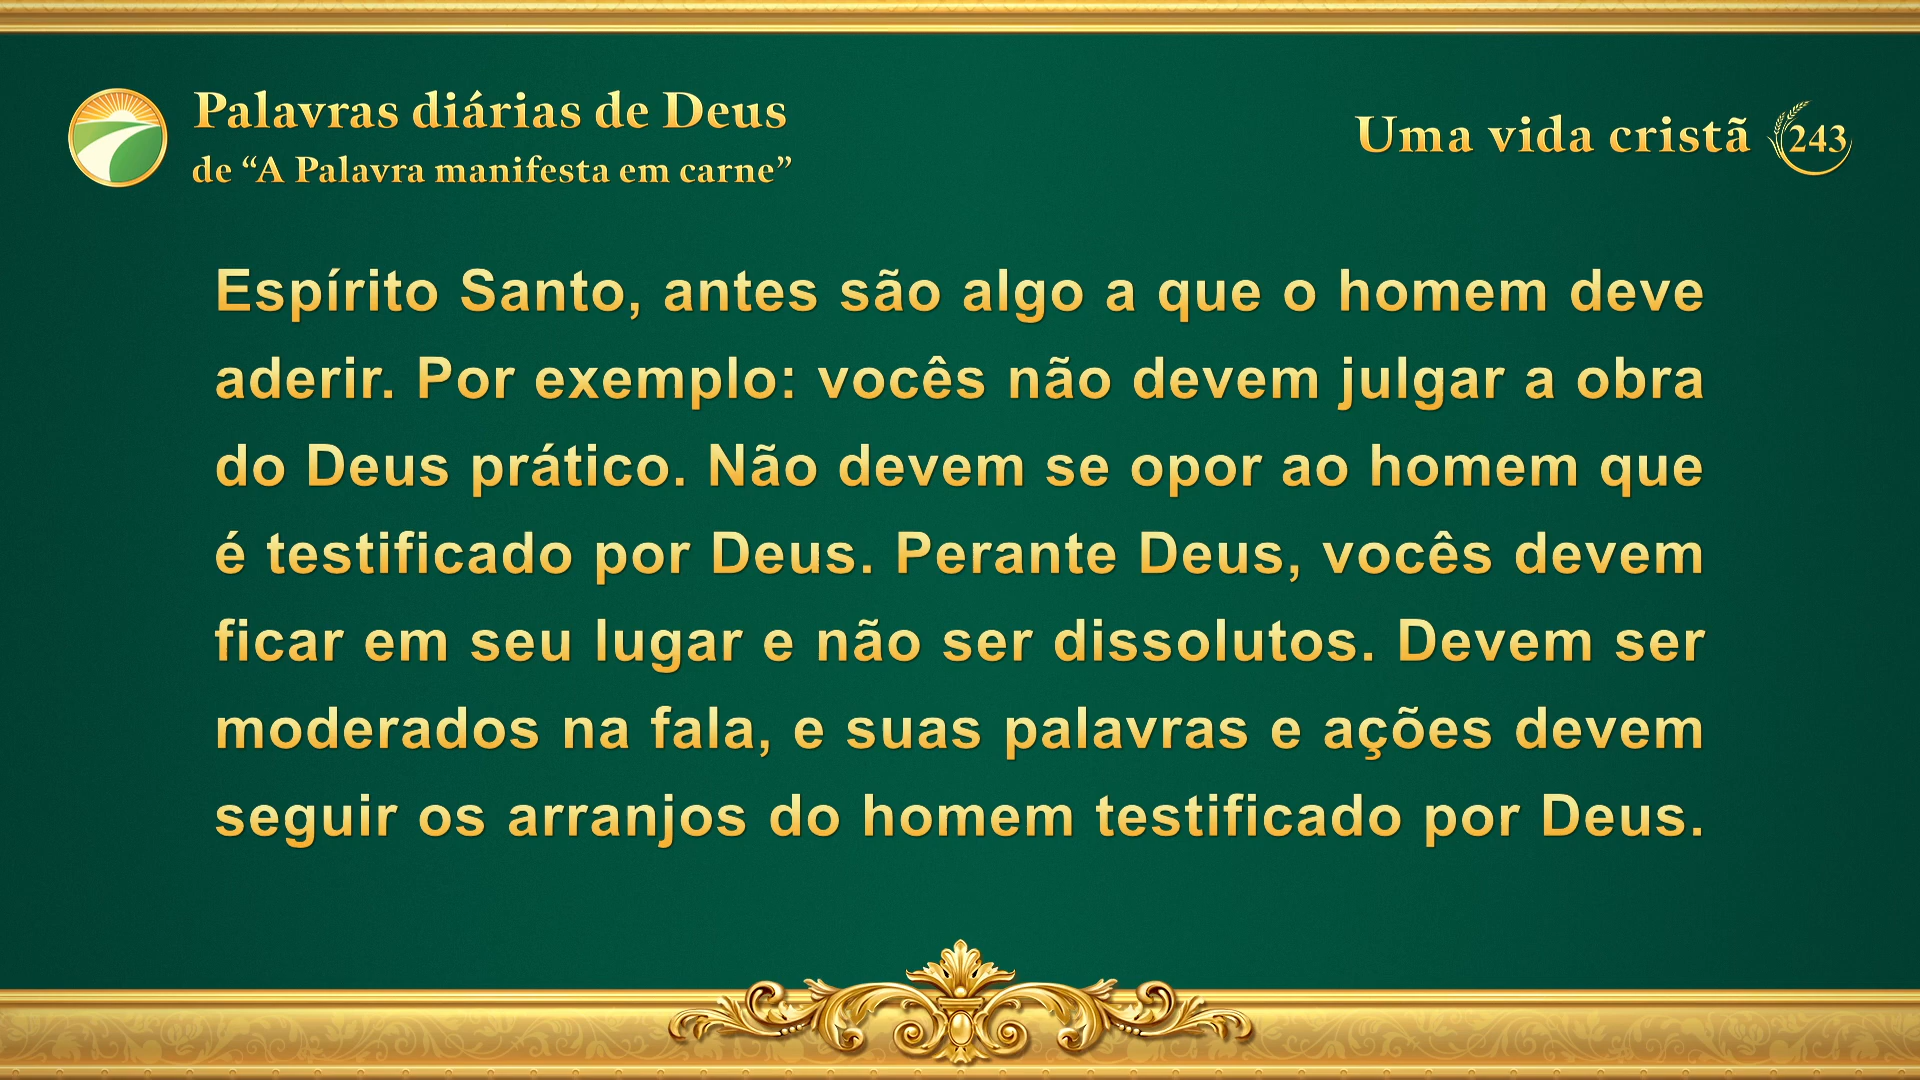 Palavras diárias de Deus
de “A Palavra manifesta em carne”
Uma vida cristã 243
Espírito Santo, antes são algo a que o homem deve
aderir. Por exemplo: vocês não devem julgar a obra
do Deus prático. Não devem se opor ao homem que
é testificado por Deus. Perante Deus, vocês devem
ficar em seu lugar e não ser dissolutos. Devem ser
moderados na fala, e suas palavras e ações devem
seguir os arranjos do homem testificado por Deus.